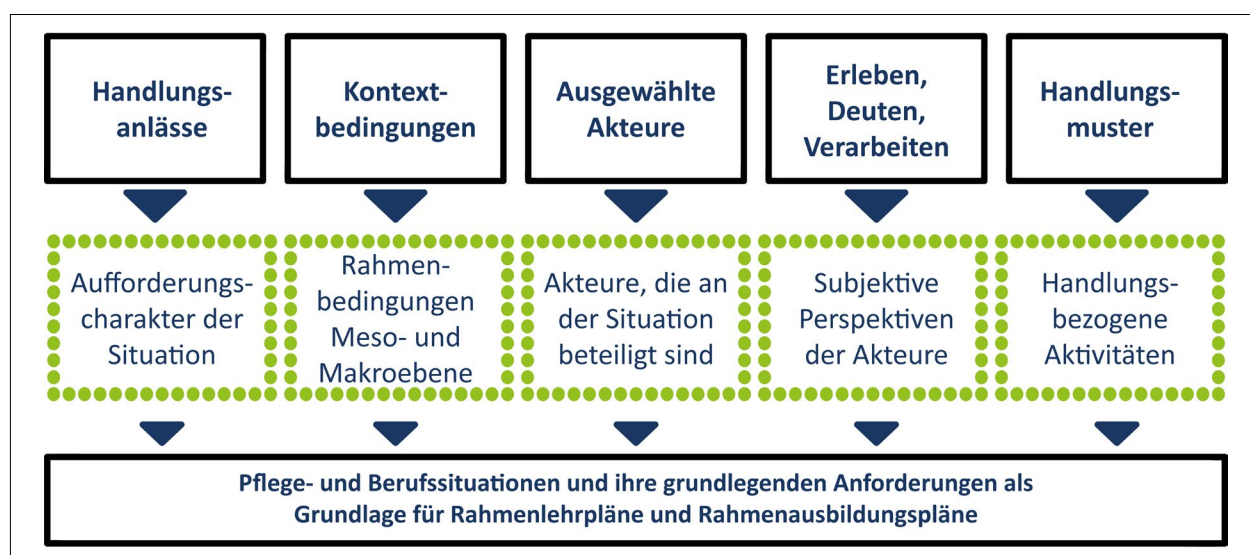 Handlungs-
anlässe
Kontext-
bedingungen
Ausgewählte
Akteure
Erleben,
Deuten,
Verarbeiten
Handlungs-
muster
Aufforderungs-
charakter der
Situation
Rahmen-
bedingungen
Meso- und
Makroebene
Akteure, die an
der Situation
beteiligt sind
Subjektive
Perspektiven
der Akteure
Handlungs-
bezogene
Aktivitäten
Pflege- und Berufssituationen und ihre grundlegenden Anforderungen als
Grundlage für Rahmenlehrpläne und Rahmenausbildungspläne